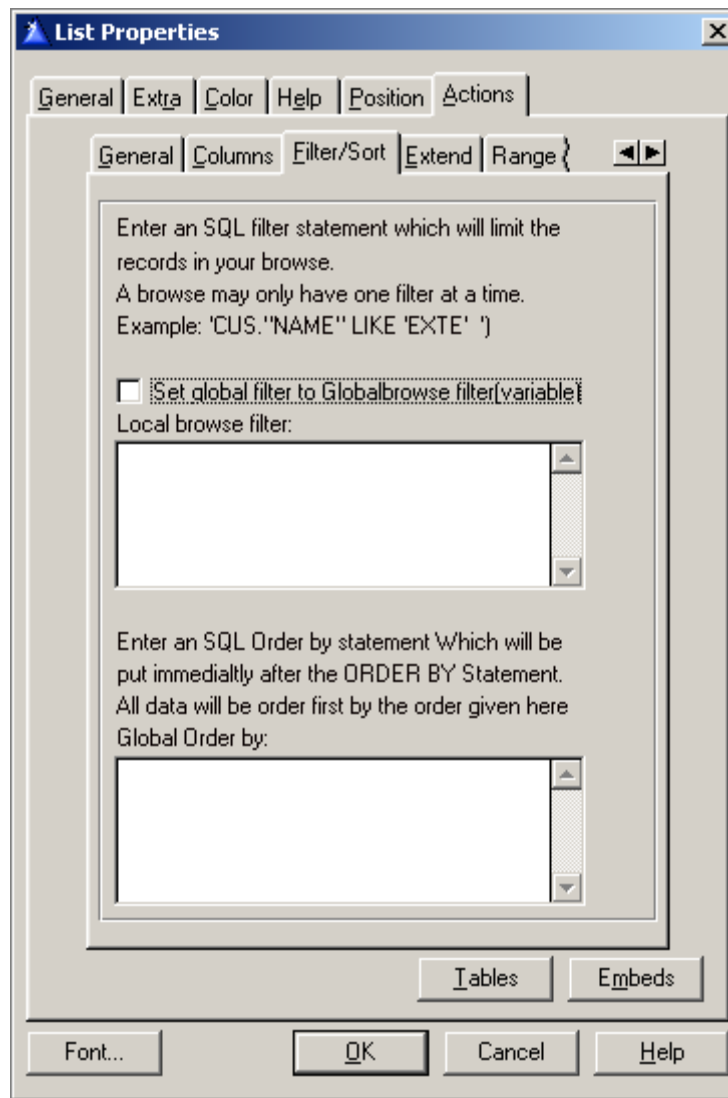 List Properties
General Extra Color Help Position Actions
General Columns Filter/Sort Extend Range
Enter an SQL filter statement which will limit the
records in your browse.
A browse may only have one filter at a time.
Example: 'CUS."NAME" LIKE 'EXTE' ')
Set global filter to Globalbrowse filter(variable)
Local browse filter:
Enter an SQL Order by statement Which will be
put immedialtly after the ORDER BY Statement.
All data will be order first by the order given here
Global Order by:
Tables Embeds
Font... OK Cancel Help